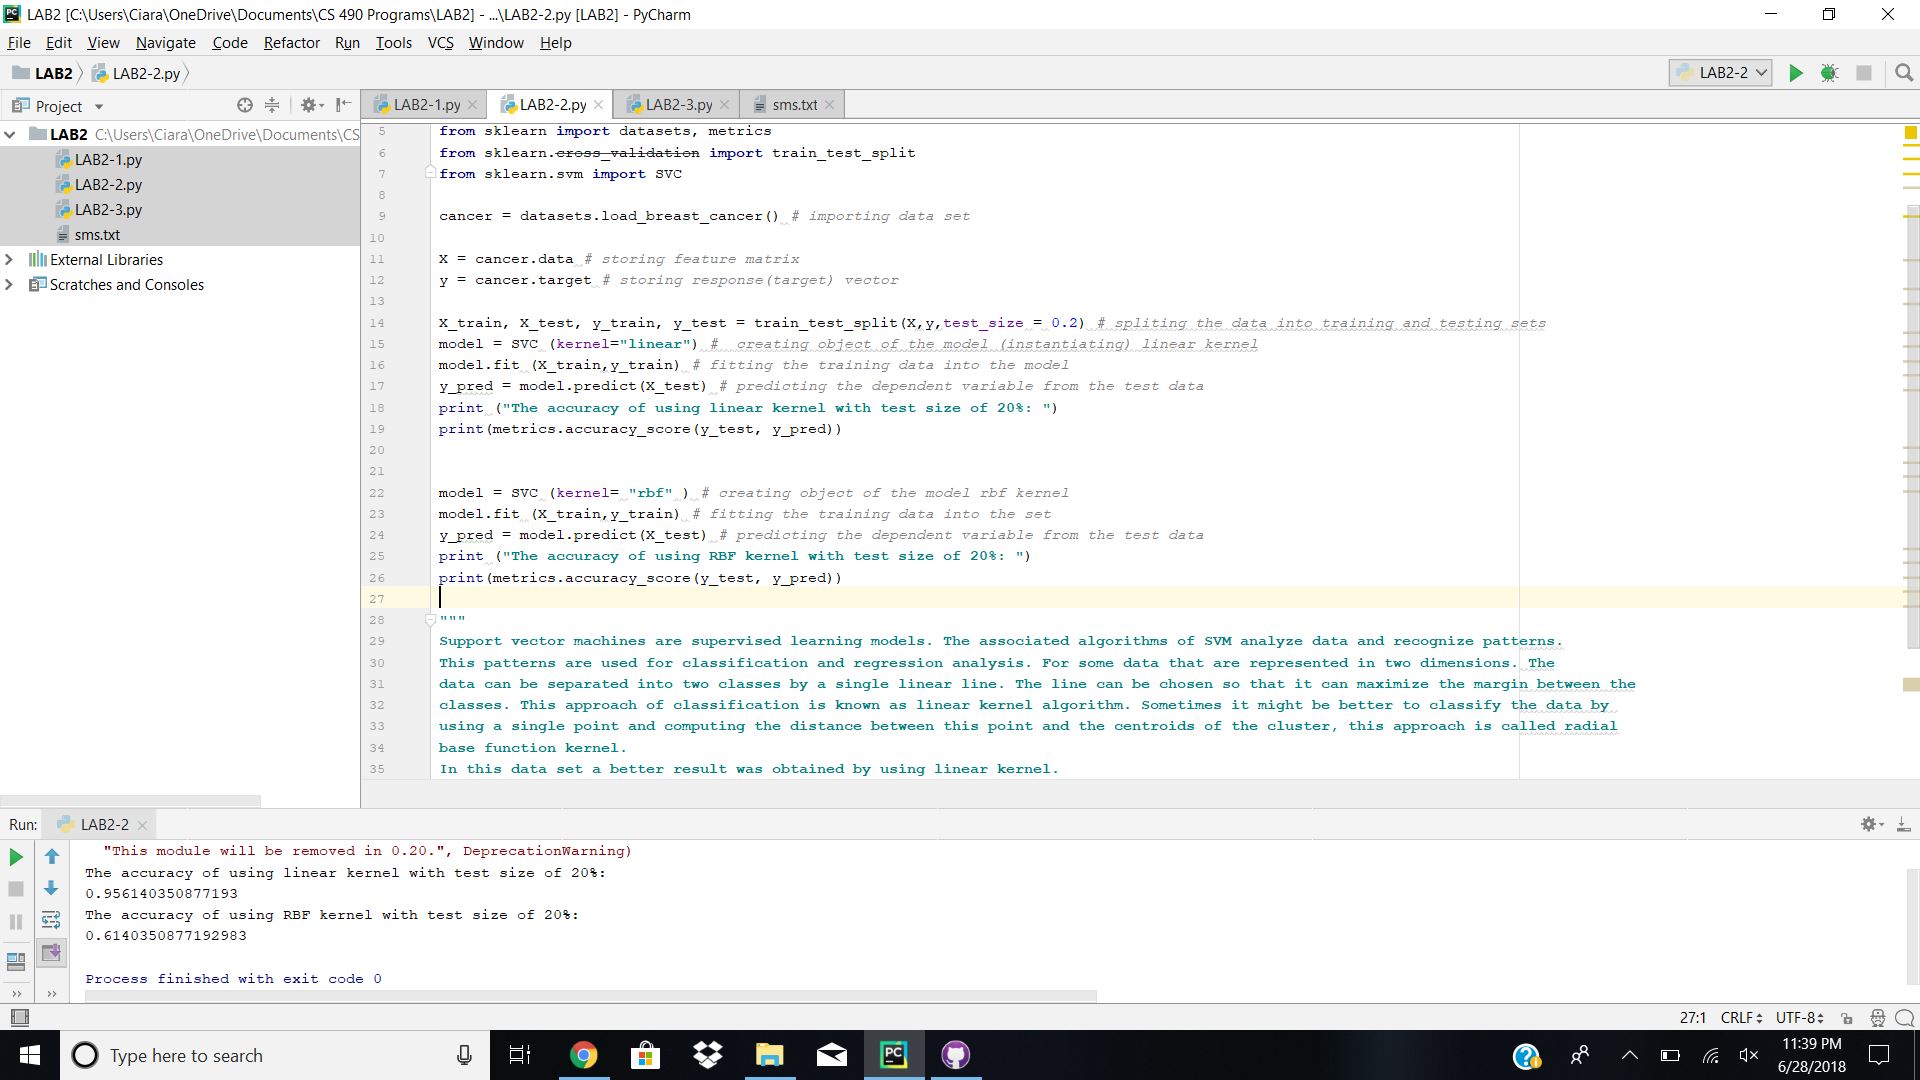 LAB2 [C:\Users\Ciara\OneDrive\Documents\CS 490 Programs\LAB2] - ...\LAB2-2.py [LAB2] - PyCharm
File Edit View Navigate Code Refactor Run Tools VCS Window Help
LAB2 LAB2-2.py LAB2-2
Project LAB2-1.py LAB2-2.py LAB2-3.py sms.txt
LAB2 C:\Users\Ciara\OneDrive\Documents\CS
LAB2-1.py
LAB2-2.py
LAB2-3.py
sms.txt
External Libraries
Scratches and Consoles
5 from sklearn import datasets, metrics
6 from sklearn.cross_validation import train_test_split
7 from sklearn.svm import SVC
8
9 cancer = datasets.load_breast_cancer() # importing data set
10
11 X = cancer.data # storing feature matrix
12 y = cancer.target # storing response(target) vector
13
14 X_train, X_test, y_train, y_test = train_test_split(X,y,test_size = 0.2) # spliting the data into training and testing sets
15 model = SVC (kernel="linear") #  creating object of the model (instantiating) linear kernel
16 model.fit (X_train,y_train) # fitting the training data into the model
17 y_pred = model.predict(X_test) # predicting the dependent variable from the test data
18 print ("The accuracy of using linear kernel with test size of 20%: ")
19 print(metrics.accuracy_score(y_test, y_pred))
20
21
22 model = SVC (kernel= "rbf" ) # creating object of the model rbf kernel
23 model.fit (X_train,y_train) # fitting the training data into the set
24 y_pred = model.predict(X_test) # predicting the dependent variable from the test data
25 print ("The accuracy of using RBF kernel with test size of 20%: ")
26 print(metrics.accuracy_score(y_test, y_pred))
27
28 """
29 Support vector machines are supervised learning models. The associated algorithms of SVM analyze data and recognize patterns.
30 This patterns are used for classification and regression analysis. For some data that are represented in two dimensions. The
31 data can be separated into two classes by a single linear line. The line can be chosen so that it can maximize the margin between the
32 classes. This approach of classification is known as linear kernel algorithm. Sometimes it might be better to classify the data by
33 using a single point and computing the distance between this point and the centroids of the cluster, this approach is called radial
34 base function kernel.
35 In this data set a better result was obtained by using linear kernel.
Run: LAB2-2
"This module will be removed in 0.20.", DeprecationWarning)
The accuracy of using linear kernel with test size of 20%:
0.956140350877193
The accuracy of using RBF kernel with test size of 20%:
0.6140350877192983
Process finished with exit code 0
27:1 CRLF UTF-8
Type here to search
11:39 PM
6/28/2018